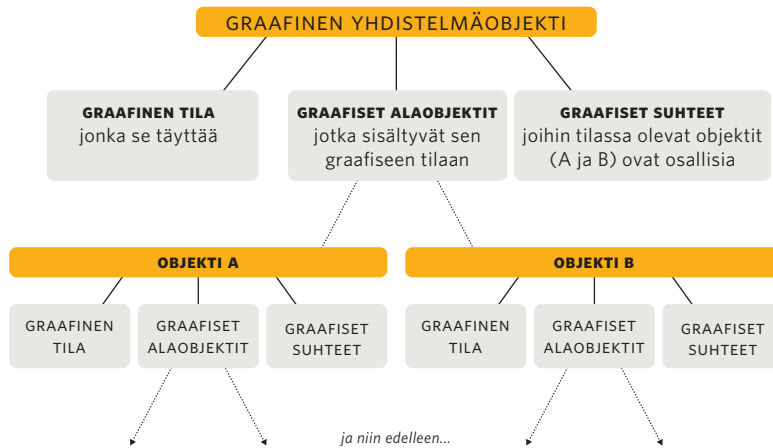 GRAAFINEN YHDISTELMÄOBJEKTI
GRAAFINEN TILA
jonka se täyttää
GRAAFISET ALAOBJEKTIT
jotka sisältyvät sen
graafiseen tilaan
GRAAFISET SUHTEET
joihin tilassa olevat objektit
(A ja B) ovat osallisia
OBJEKTI A
OBJEKTI B
GRAAFINEN
TILA
GRAAFISET
ALAOBJEKTIT
GRAAFISET
SUHTEET
GRAAFINEN
TILA
GRAAFISET
ALAOBJEKTIT
GRAAFISET
SUHTEET
ja niin edelleen...